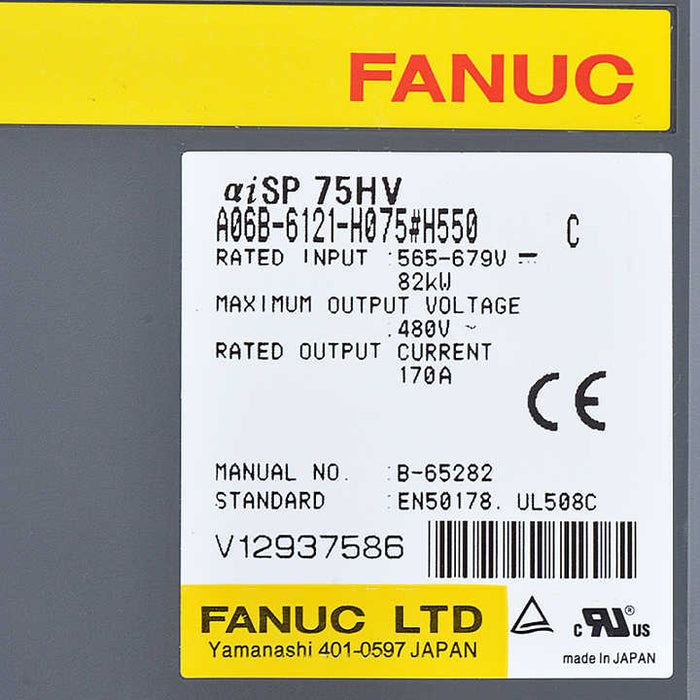 FANUC
αiSP 75HV
A06B-6121-H075#H550 C
RATED INPUT :565-679V ⎓
82kW
MAXIMUM OUTPUT VOLTAGE
:480V ~
RATED OUTPUT CURRENT
170A
CE
MANUAL NO. :B-65282
STANDARD :EN50178. UL508C
V12937586
FANUC LTD
Yamanashi 401-0597 JAPAN
c RU® US
made In JAPAN